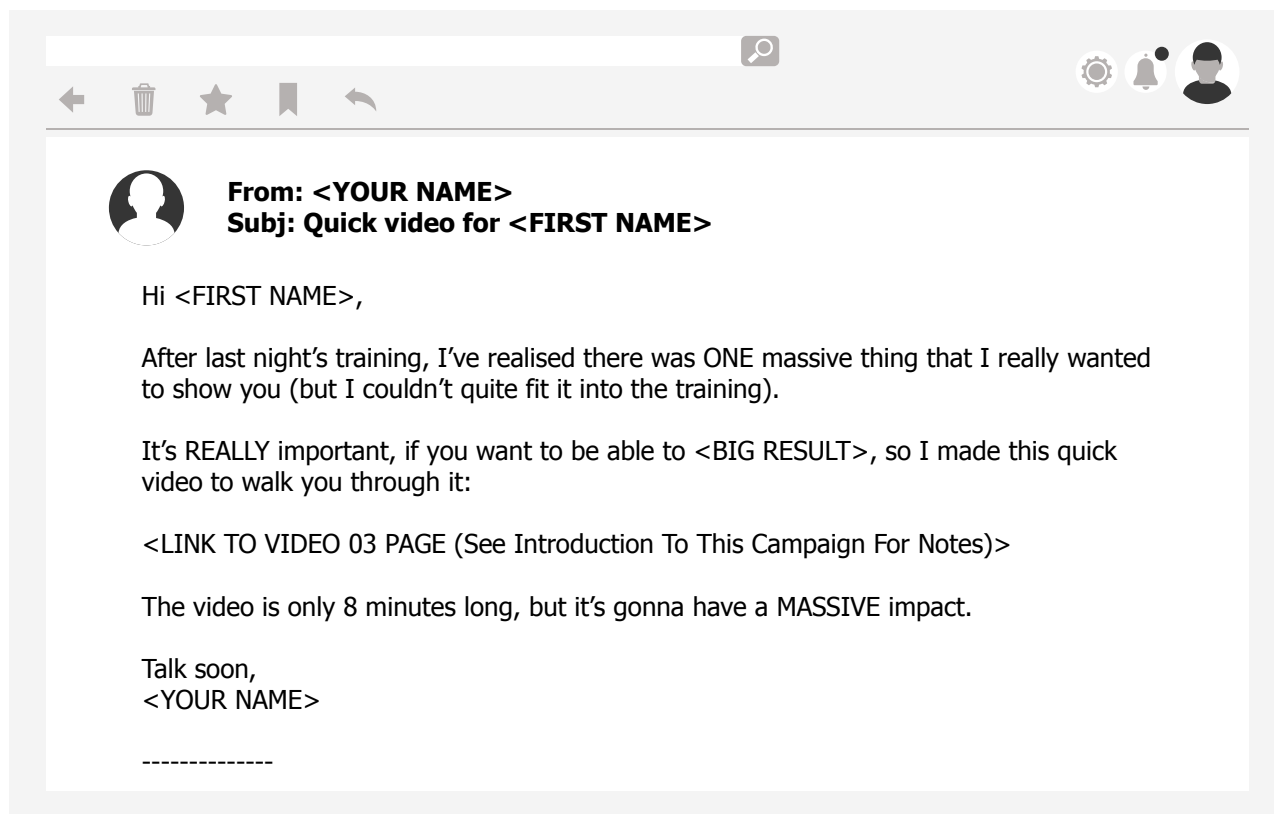 From: <YOUR NAME>
Subj: Quick video for <FIRST NAME>
Hi <FIRST NAME>,
After last night’s training, I’ve realised there was ONE massive thing that I really wanted
to show you (but I couldn’t quite fit it into the training).
It’s REALLY important, if you want to be able to <BIG RESULT>, so I made this quick
video to walk you through it:
<LINK TO VIDEO 03 PAGE (See Introduction To This Campaign For Notes)>
The video is only 8 minutes long, but it’s gonna have a MASSIVE impact.
Talk soon,
<YOUR NAME>
--------------